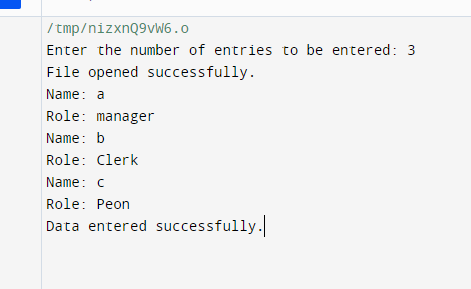 /tmp/nizxnQ9vW6.o
Enter the number of entries to be entered: 3
File opened successfully.
Name: a
Role: manager
Name: b
Role: Clerk
Name: c
Role: Peon
Data entered successfully.